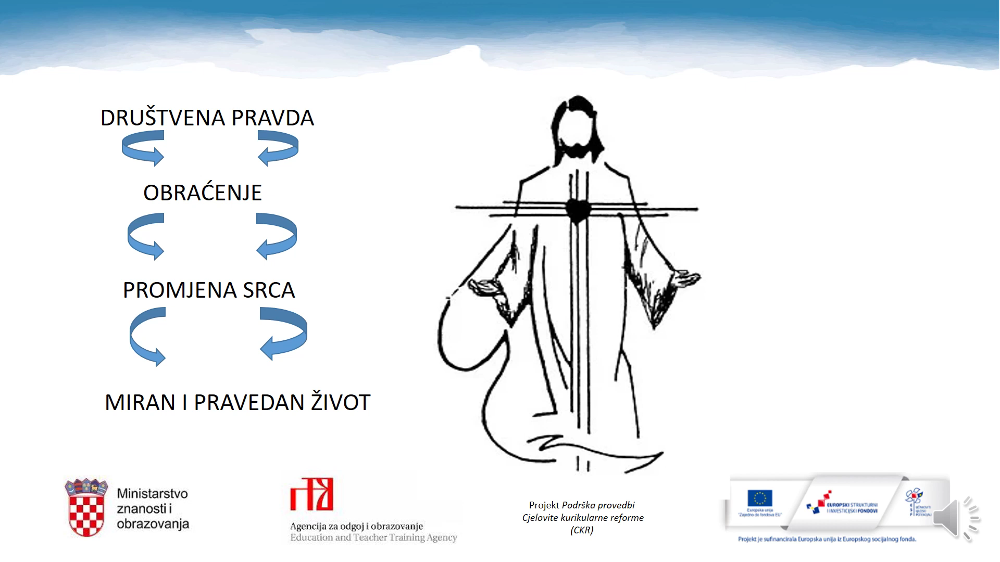 DRUŠTVENA PRAVDA
OBRAĆENJE
PROMJENA SRCA
MIRAN I PRAVEDAN ŽIVOT
Ministarstvo
znanosti i
obrazovanja
Agencija za odgoj i obrazovanje
Education and Teacher Training Agency
Projekt Podrška provedbi
Cjelovite kurikularne reforme
(CKR)
Europska unija
"Zajedno do fondova EU"
EUROPSKI STRUKTURNI
I INVESTICIJSKI FONDOVI
ESF
UČINKOVITI
LJUDSKI
POTENCIJALI
Projekt je sufinancirala Europska unija iz Europskog socijalnog fonda.